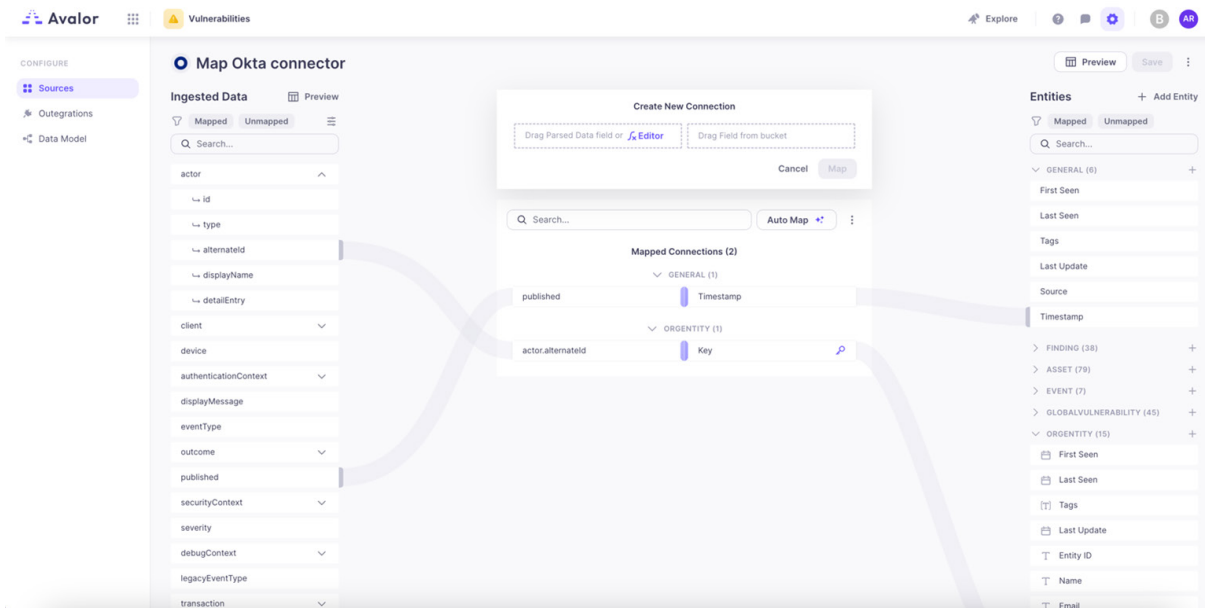 Avalor
Vulnerabilities
Explore
B
AR
CONFIGURE
Sources
Outegrations
Data Model
Map Okta connector
Preview
Save
Ingested Data
Preview
Mapped
Unmapped
Search...
actor
id
type
alternateId
displayName
detailEntry
client
device
authenticationContext
displayMessage
eventType
outcome
published
securityContext
severity
debugContext
legacyEventType
transaction
Create New Connection
Drag Parsed Data field or fx Editor
Drag Field from bucket
Cancel
Map
Search...
Auto Map
Mapped Connections (2)
GENERAL (1)
published
Timestamp
ORGENTITY (1)
actor.alternateId
Key
Entities
+ Add Entity
Mapped
Unmapped
Search...
GENERAL (6)
First Seen
Last Seen
Tags
Last Update
Source
Timestamp
FINDING (38)
ASSET (79)
EVENT (7)
GLOBALVULNERABILITY (45)
ORGENTITY (15)
First Seen
Last Seen
Tags
Last Update
Entity ID
Name
Email